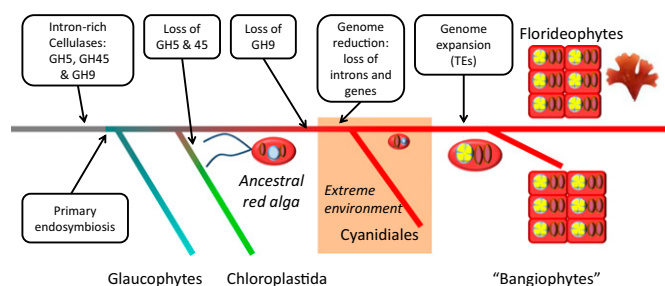 Intron-rich
Cellulases:
GH5, GH45
& GH9
Loss of
GH5 & 45
Loss of
GH9
Genome
reduction:
loss of
introns and
genes
Genome
expansion
(TEs)
Florideophytes
Primary
endosymbiosis
Ancestral
red alga
Extreme
environment
Cyanidiales
Glaucophytes
Chloroplastida
“Bangiophytes”